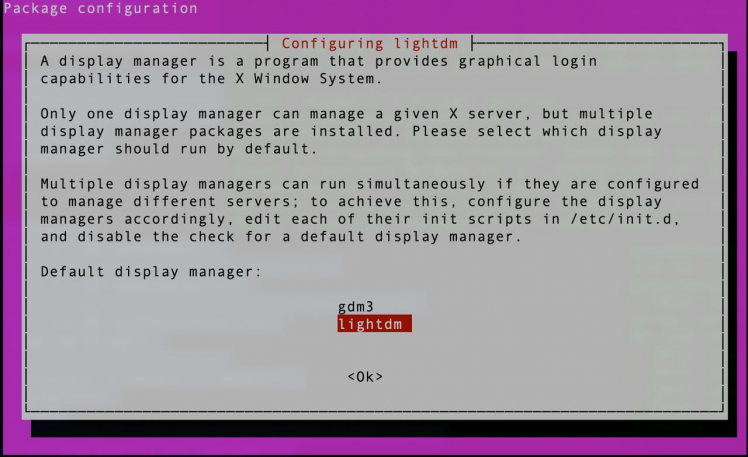 Package configuration
Configuring lightdm
A display manager is a program that provides graphical login
capabilities for the X Window System.
Only one display manager can manage a given X server, but multiple
display manager packages are installed. Please select which display
manager should run by default.
Multiple display managers can run simultaneously if they are configured
to manage different servers; to achieve this, configure the display
managers accordingly, edit each of their init scripts in /etc/init.d,
and disable the check for a default display manager.
Default display manager:
gdm3
lightdm
<Ok>